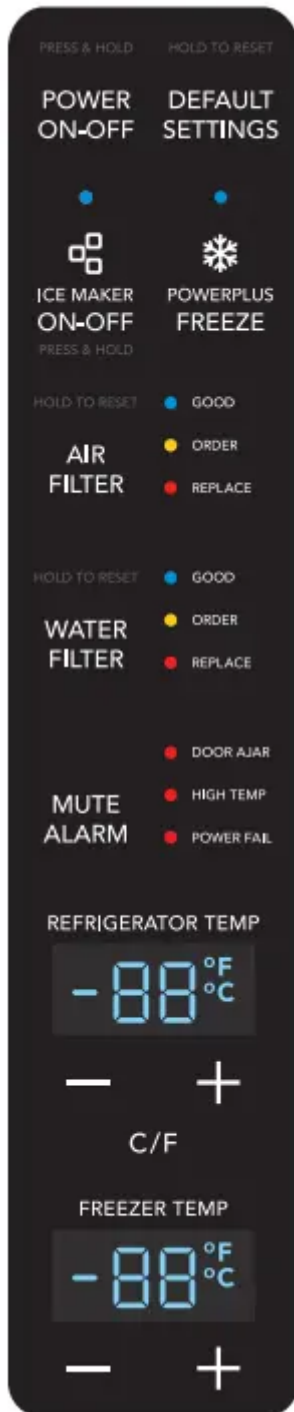 PRESS & HOLD HOLD TO RESET
POWER DEFAULT
ON-OFF SETTINGS
ICE MAKER POWERPLUS
ON-OFF FREEZE
PRESS & HOLD
HOLD TO RESET GOOD
AIR ORDER
FILTER REPLACE
HOLD TO RESET GOOD
WATER ORDER
FILTER REPLACE
DOOR AJAR
MUTE HIGH TEMP
ALARM POWER FAIL
REFRIGERATOR TEMP
-88 °F
°C
− +
C/F
FREEZER TEMP
-88 °F
°C
− +